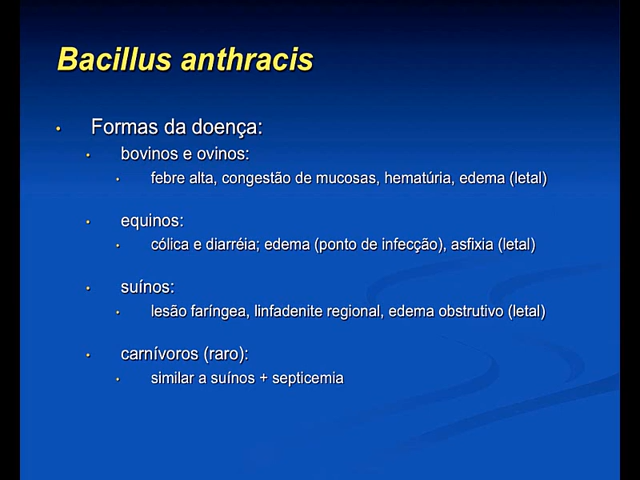 Bacillus anthracis
• Formas da doença:
• bovinos e ovinos:
• febre alta, congestão de mucosas, hematúria, edema (letal)
• equinos:
• cólica e diarréia; edema (ponto de infecção), asfixia (letal)
• suínos:
• lesão faríngea, linfadenite regional, edema obstrutivo (letal)
• carnívoros (raro):
• similar a suínos + septicemia